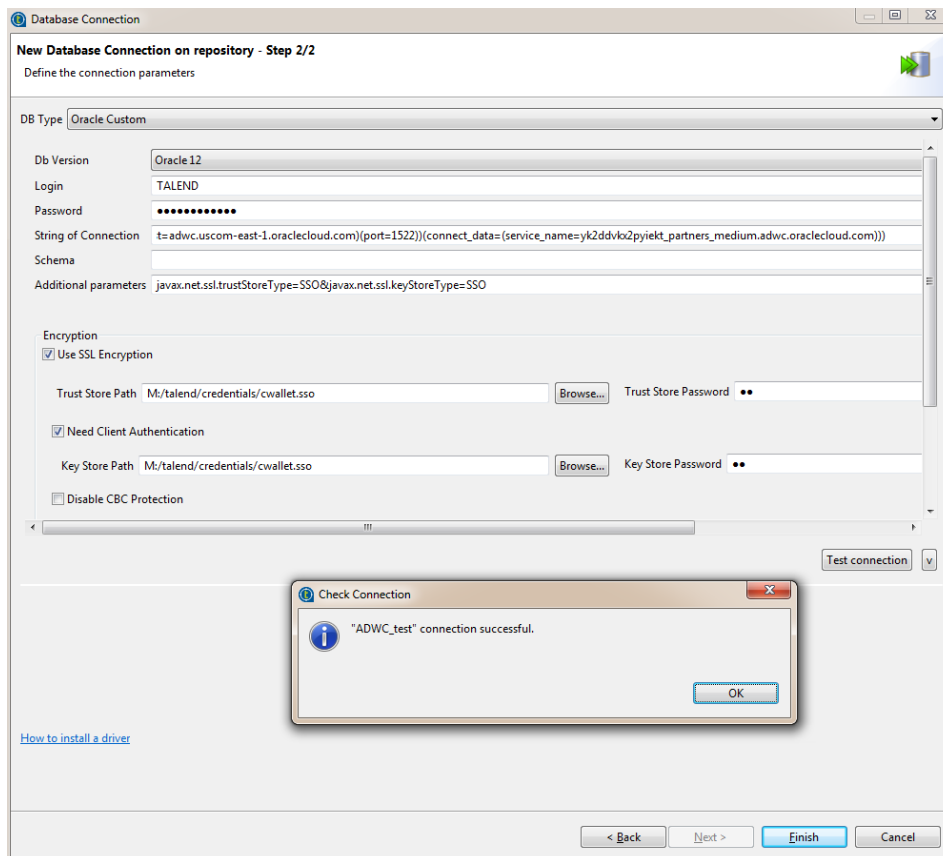 Database Connection
New Database Connection on repository - Step 2/2
Define the connection parameters
DB Type Oracle Custom
Db Version Oracle 12
Login TALEND
Password ●●●●●●●●●●●●
String of Connection t=adwc.uscom-east-1.oraclecloud.com)(port=1522))(connect_data=(service_name=yk2ddvkx2pyiekt_partners_medium.adwc.oraclecloud.com)))
Schema
Additional parameters javax.net.ssl.trustStoreType=SSO&javax.net.ssl.keyStoreType=SSO
Encryption
Use SSL Encryption
Trust Store Path M:/talend/credentials/cwallet.sso Browse... Trust Store Password ●●
Need Client Authentication
Key Store Path M:/talend/credentials/cwallet.sso Browse... Key Store Password ●●
Disable CBC Protection
Test connection v
Check Connection
"ADWC_test" connection successful.
OK
How to install a driver
< Back Next > Finish Cancel